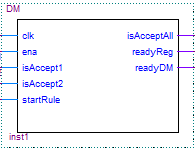 DM
clk isAcceptAll
ena readyReg
isAccept1 readyDM
isAccept2
startRule
inst1